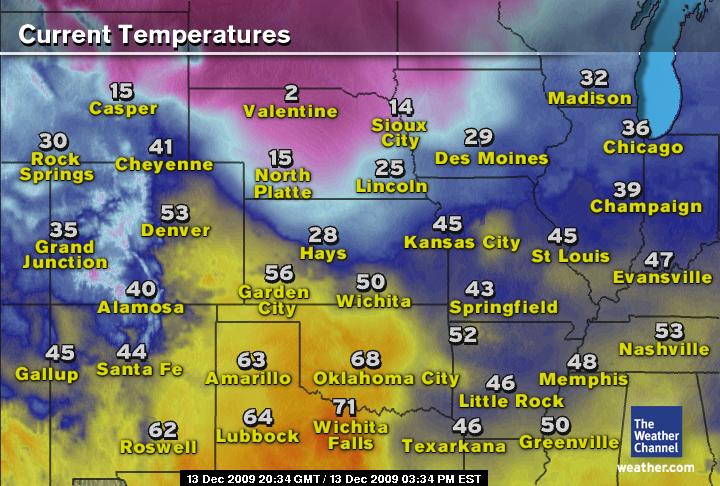 Current Temperatures
15
Casper
2
Valentine
14
Sioux
City
32
Madison
30
Rock
Springs
41
Cheyenne
15
North
Platte
25
Lincoln
29
Des Moines
36
Chicago
35
Grand
Junction
53
Denver
28
Hays
45
Kansas City
45
St Louis
39
Champaign
47
Evansville
40
Alamosa
56
Garden
City
50
Wichita
43
Springfield
52
53
Nashville
45
Gallup
44
Santa Fe
63
Amarillo
68
Oklahoma City
46
Little Rock
48
Memphis
62
Roswell
64
Lubbock
71
Wichita
Falls
46
Texarkana
50
Greenville
The
Weather
Channel
weather.com
13 Dec 2009 20:34 GMT / 13 Dec 2009 03:34 PM EST